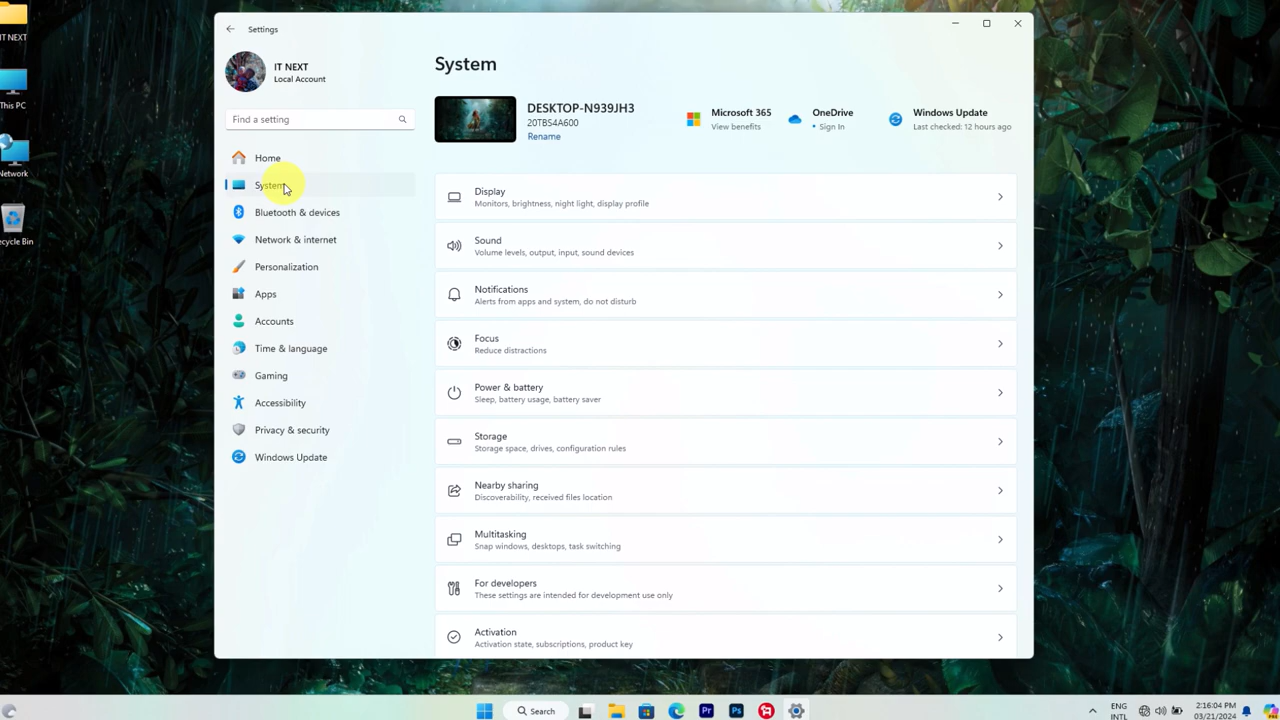 IT NEXT
This PC
Network
ecycle Bin
Settings
IT NEXT
Local Account
Find a setting
Home
System
Bluetooth & devices
Network & internet
Personalization
Apps
Accounts
Time & language
Gaming
Accessibility
Privacy & security
Windows Update
System
DESKTOP-N939JH3
20TBS4A600
Rename
Microsoft 365
View benefits
OneDrive
• Sign In
Windows Update
Last checked: 12 hours ago
Display
Monitors, brightness, night light, display profile
Sound
Volume levels, output, input, sound devices
Notifications
Alerts from apps and system, do not disturb
Focus
Reduce distractions
Power & battery
Sleep, battery usage, battery saver
Storage
Storage space, drives, configuration rules
Nearby sharing
Discoverability, received files location
Multitasking
Snap windows, desktops, task switching
For developers
These settings are intended for development use only
Activation
Activation state, subscriptions, product key
Search
Pr
Ps
ENG
INTL
2:16:04 PM
03/21/2024